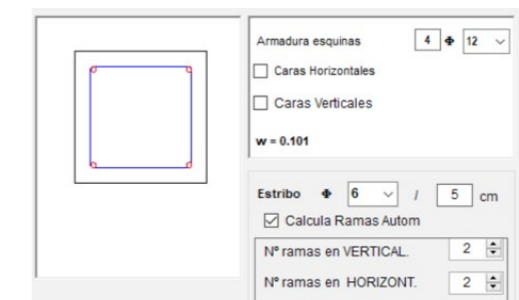 Armadura esquinas 4 Φ 12
Caras Horizontales
Caras Verticales
w = 0.101
Estribo Φ 6 / 5 cm
Calcula Ramas Autom
Nº ramas en VERTICAL. 2
Nº ramas en HORIZONT. 2